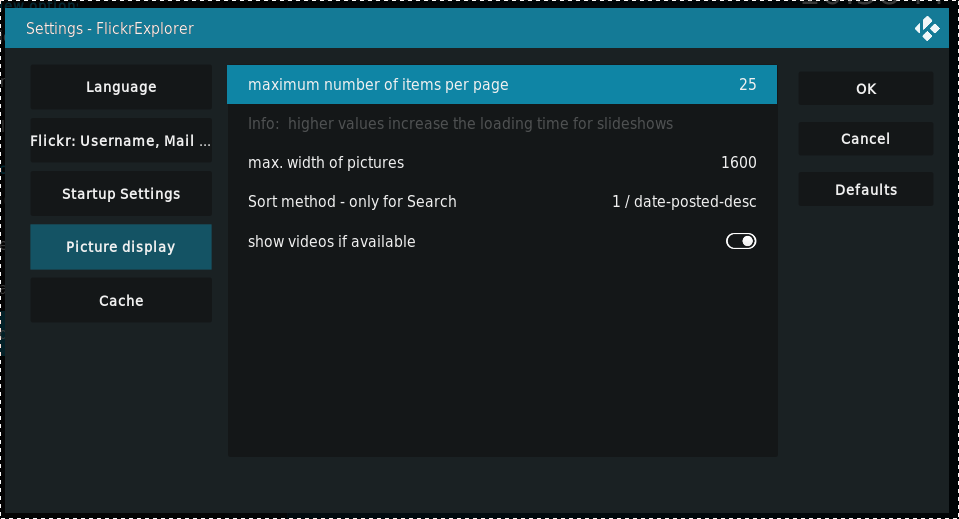 Settings - FlickrExplorer
Language
Flickr: Username, Mail ...
Startup Settings
Picture display
Cache
maximum number of items per page 25
Info:  higher values increase the loading time for slideshows
max. width of pictures 1600
Sort method - only for Search 1 / date-posted-desc
show videos if available
OK
Cancel
Defaults